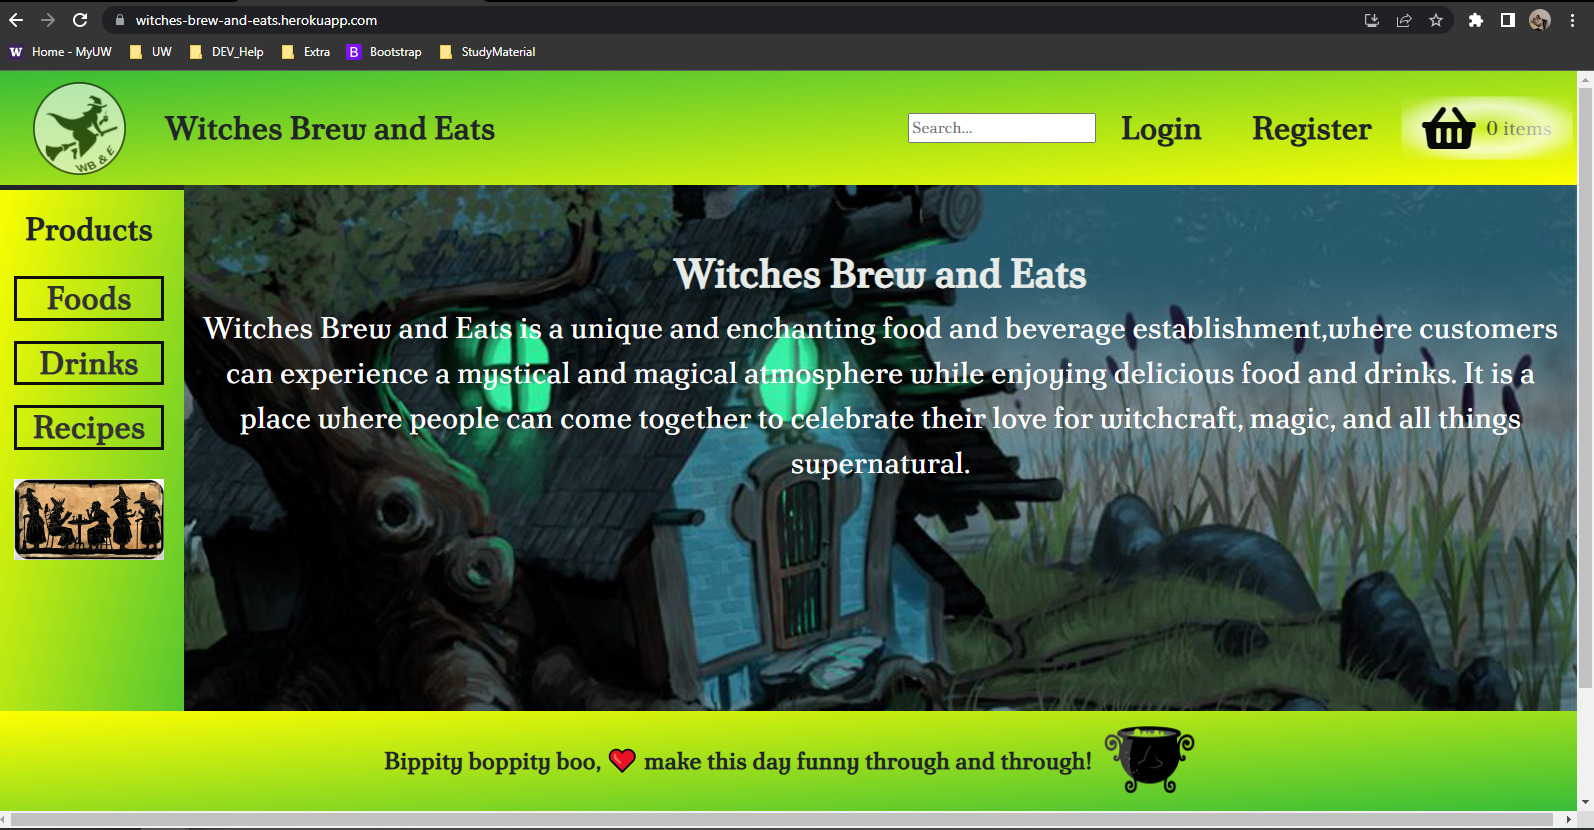 witches-brew-and-eats.herokuapp.com
W Home - MyUW UW DEV_Help Extra B Bootstrap StudyMaterial
WB & E
Witches Brew and Eats
Search...
Login
Register
0 items
Products
Foods
Drinks
Recipes
Witches Brew and Eats
Witches Brew and Eats is a unique and enchanting food and beverage establishment,where customers
can experience a mystical and magical atmosphere while enjoying delicious food and drinks. It is a
place where people can come together to celebrate their love for witchcraft, magic, and all things
supernatural.
Bippity boppity boo, ❤️ make this day funny through and through!